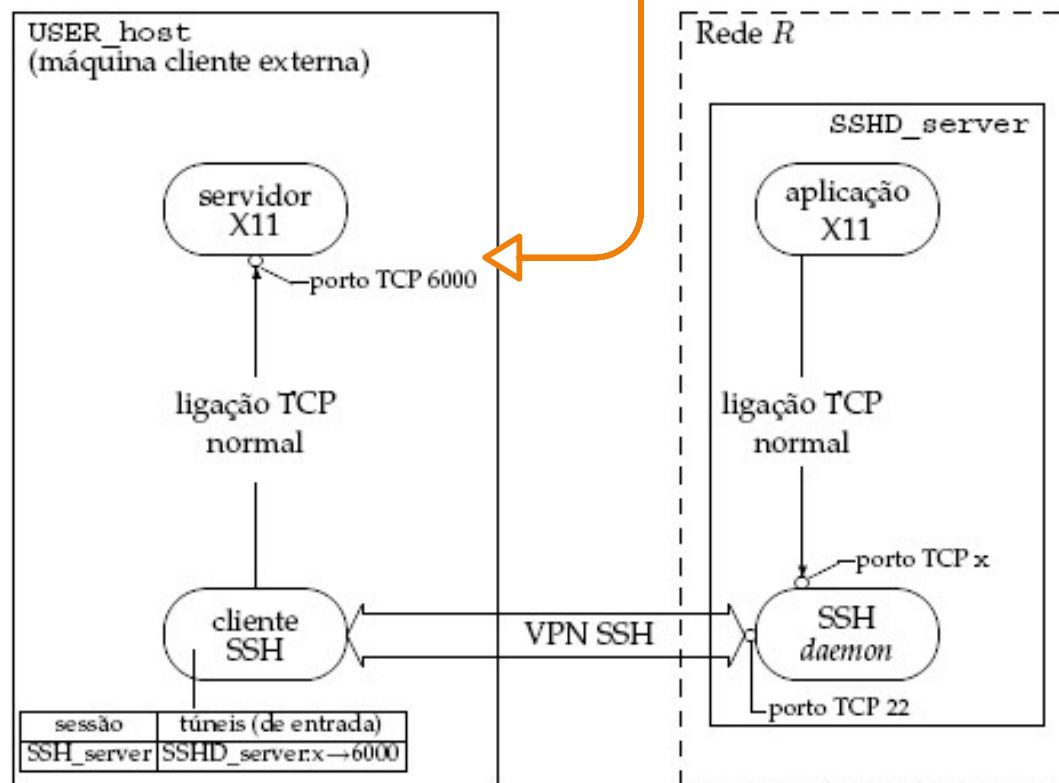 USER_host
(máquina cliente externa)
servidor
X11
porto TCP 6000
ligação TCP
normal
cliente
SSH
sessão túneis (de entrada)
SSH_server SSHD_server:x→6000
VPN SSH
Rede R
SSHD_server
aplicação
X11
ligação TCP
normal
porto TCP x
SSH
daemon
porto TCP 22